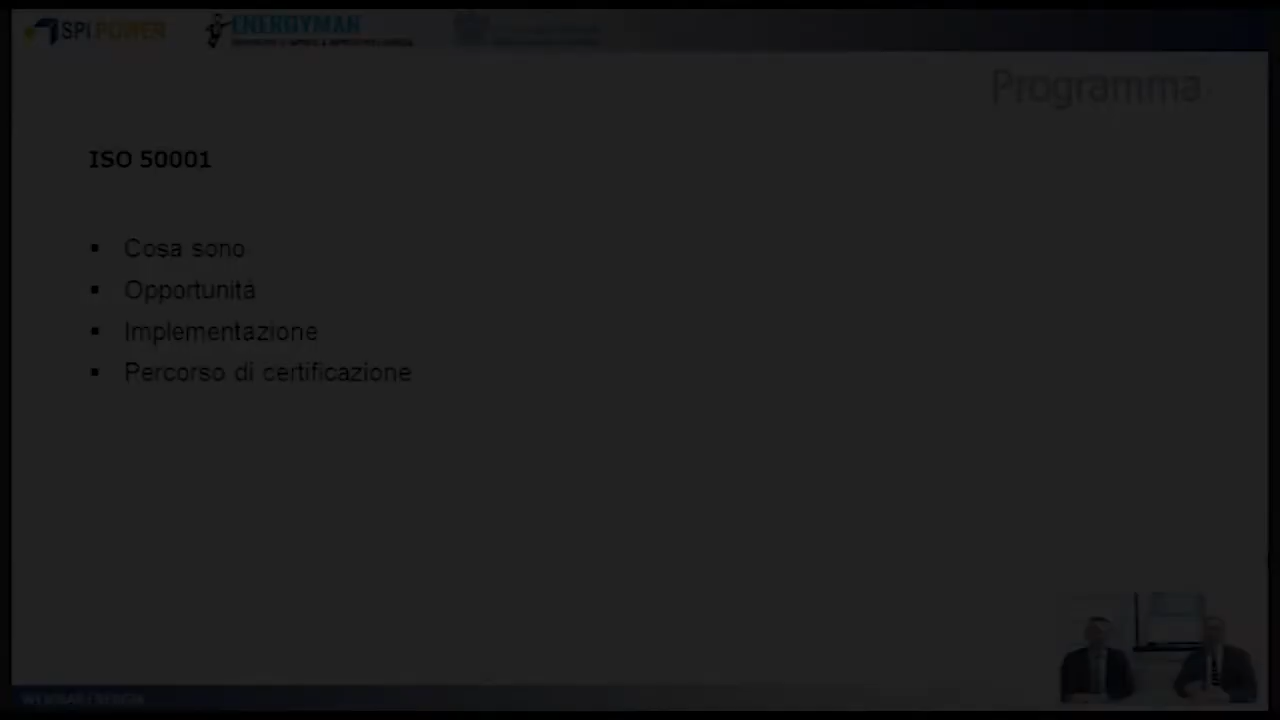 SPI POWER
ENERGYMAN
Programma
ISO 50001
▪ Cosa sono
▪ Opportunità
▪ Implementazione
▪ Percorso di certificazione